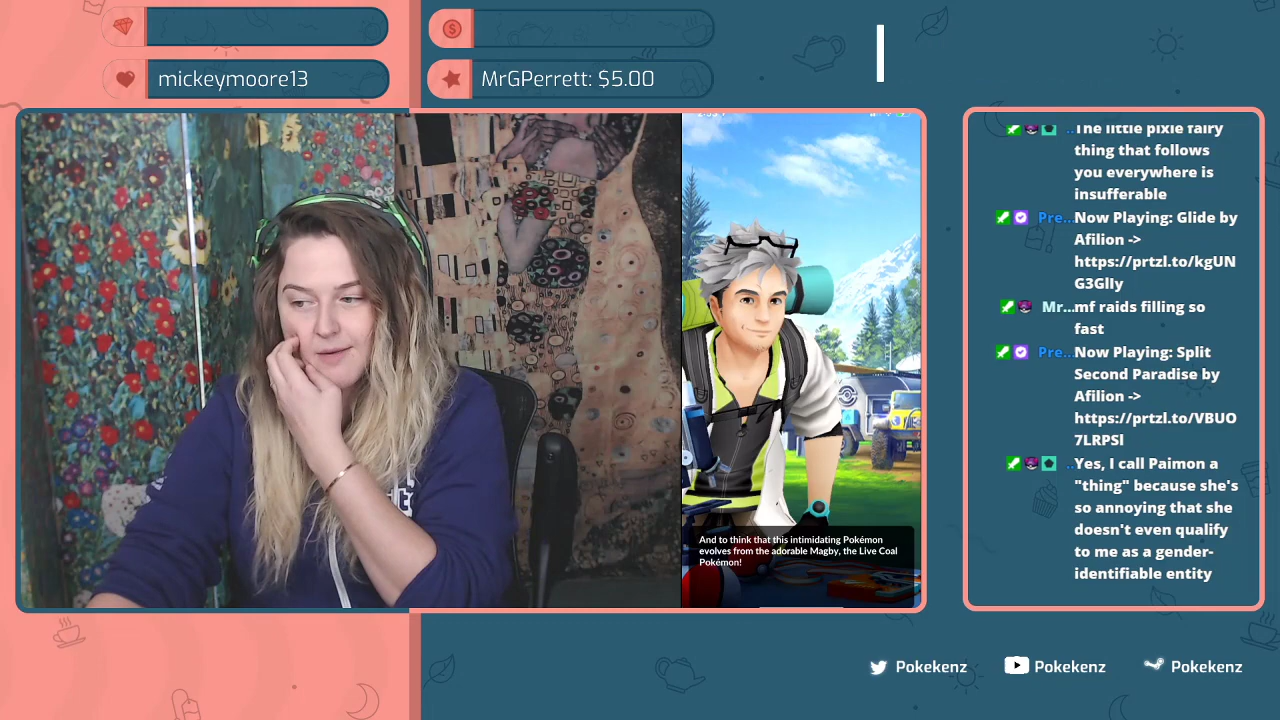 mickeymoore13
MrGPerrett: $5.00
The little pixie fairy
thing that follows
you everywhere is
insufferable
Pre... Now Playing: Glide by
Afilion ->
https://prtzl.to/kgUN
G3Glly
Mr... mf raids filling so
fast
Pre... Now Playing: Split
Second Paradise by
Afilion ->
https://prtzl.to/VBUO
7LRPSl
.. Yes, I call Paimon a
"thing" because she's
so annoying that she
doesn't even qualify
to me as a gender-
identifiable entity
And to think that this intimidating Pokémon
evolves from the adorable Magby, the Live Coal
Pokémon!
Pokekenz
Pokekenz
Pokekenz